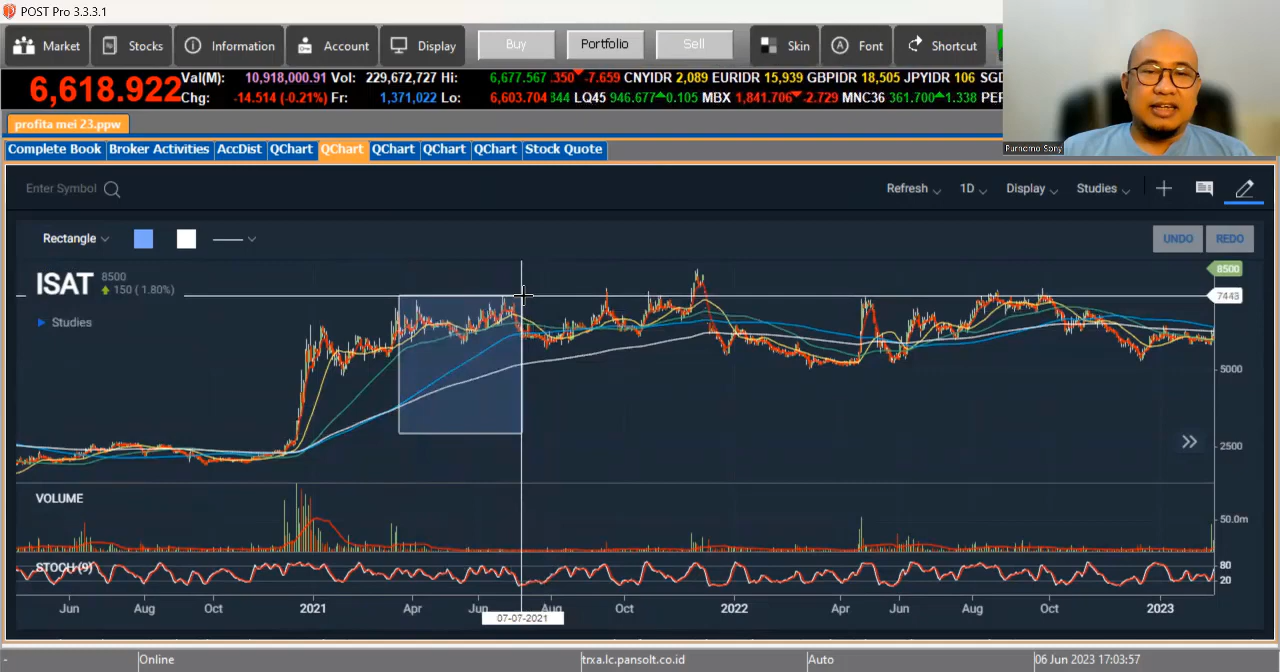 POST Pro 3.3.3.1
Market Stocks Information Account Display Buy Portfolio Sell Skin Font Shortcut
6,618.922
Val(M): 10,918,000.91 Vol: 229,672,727 Hi: 6,677.567 .350 -7.659 CNYIDR 2,089 EURIDR 15,939 GBPIDR 18,505 JPYIDR 106 SGD
Chg: -14.514 (-0.21%) Fr: 1,371,022 Lo: 6,603.704 844 LQ45 946.677 0.105 MBX 1,841.706 -2.729 MNC36 361.700 1.338 PEF
Purnomo Sony
profita mei 23.ppw
Complete Book Broker Activities AccDist QChart QChart QChart QChart QChart Stock Quote
Enter Symbol Refresh 1D Display Studies
Rectangle UNDO REDO
ISAT 8500
150 ( 1.80%)
8500
7443
Studies
5000
2500
VOLUME
50.0m
STOCH (9)
80
20
Jun Aug Oct 2021 Apr Jun Aug Oct 2022 Apr Jun Aug Oct 2023
07-07-2021
- Online trxa.lc.pansolt.co.id Auto 06 Jun 2023 17:03:57